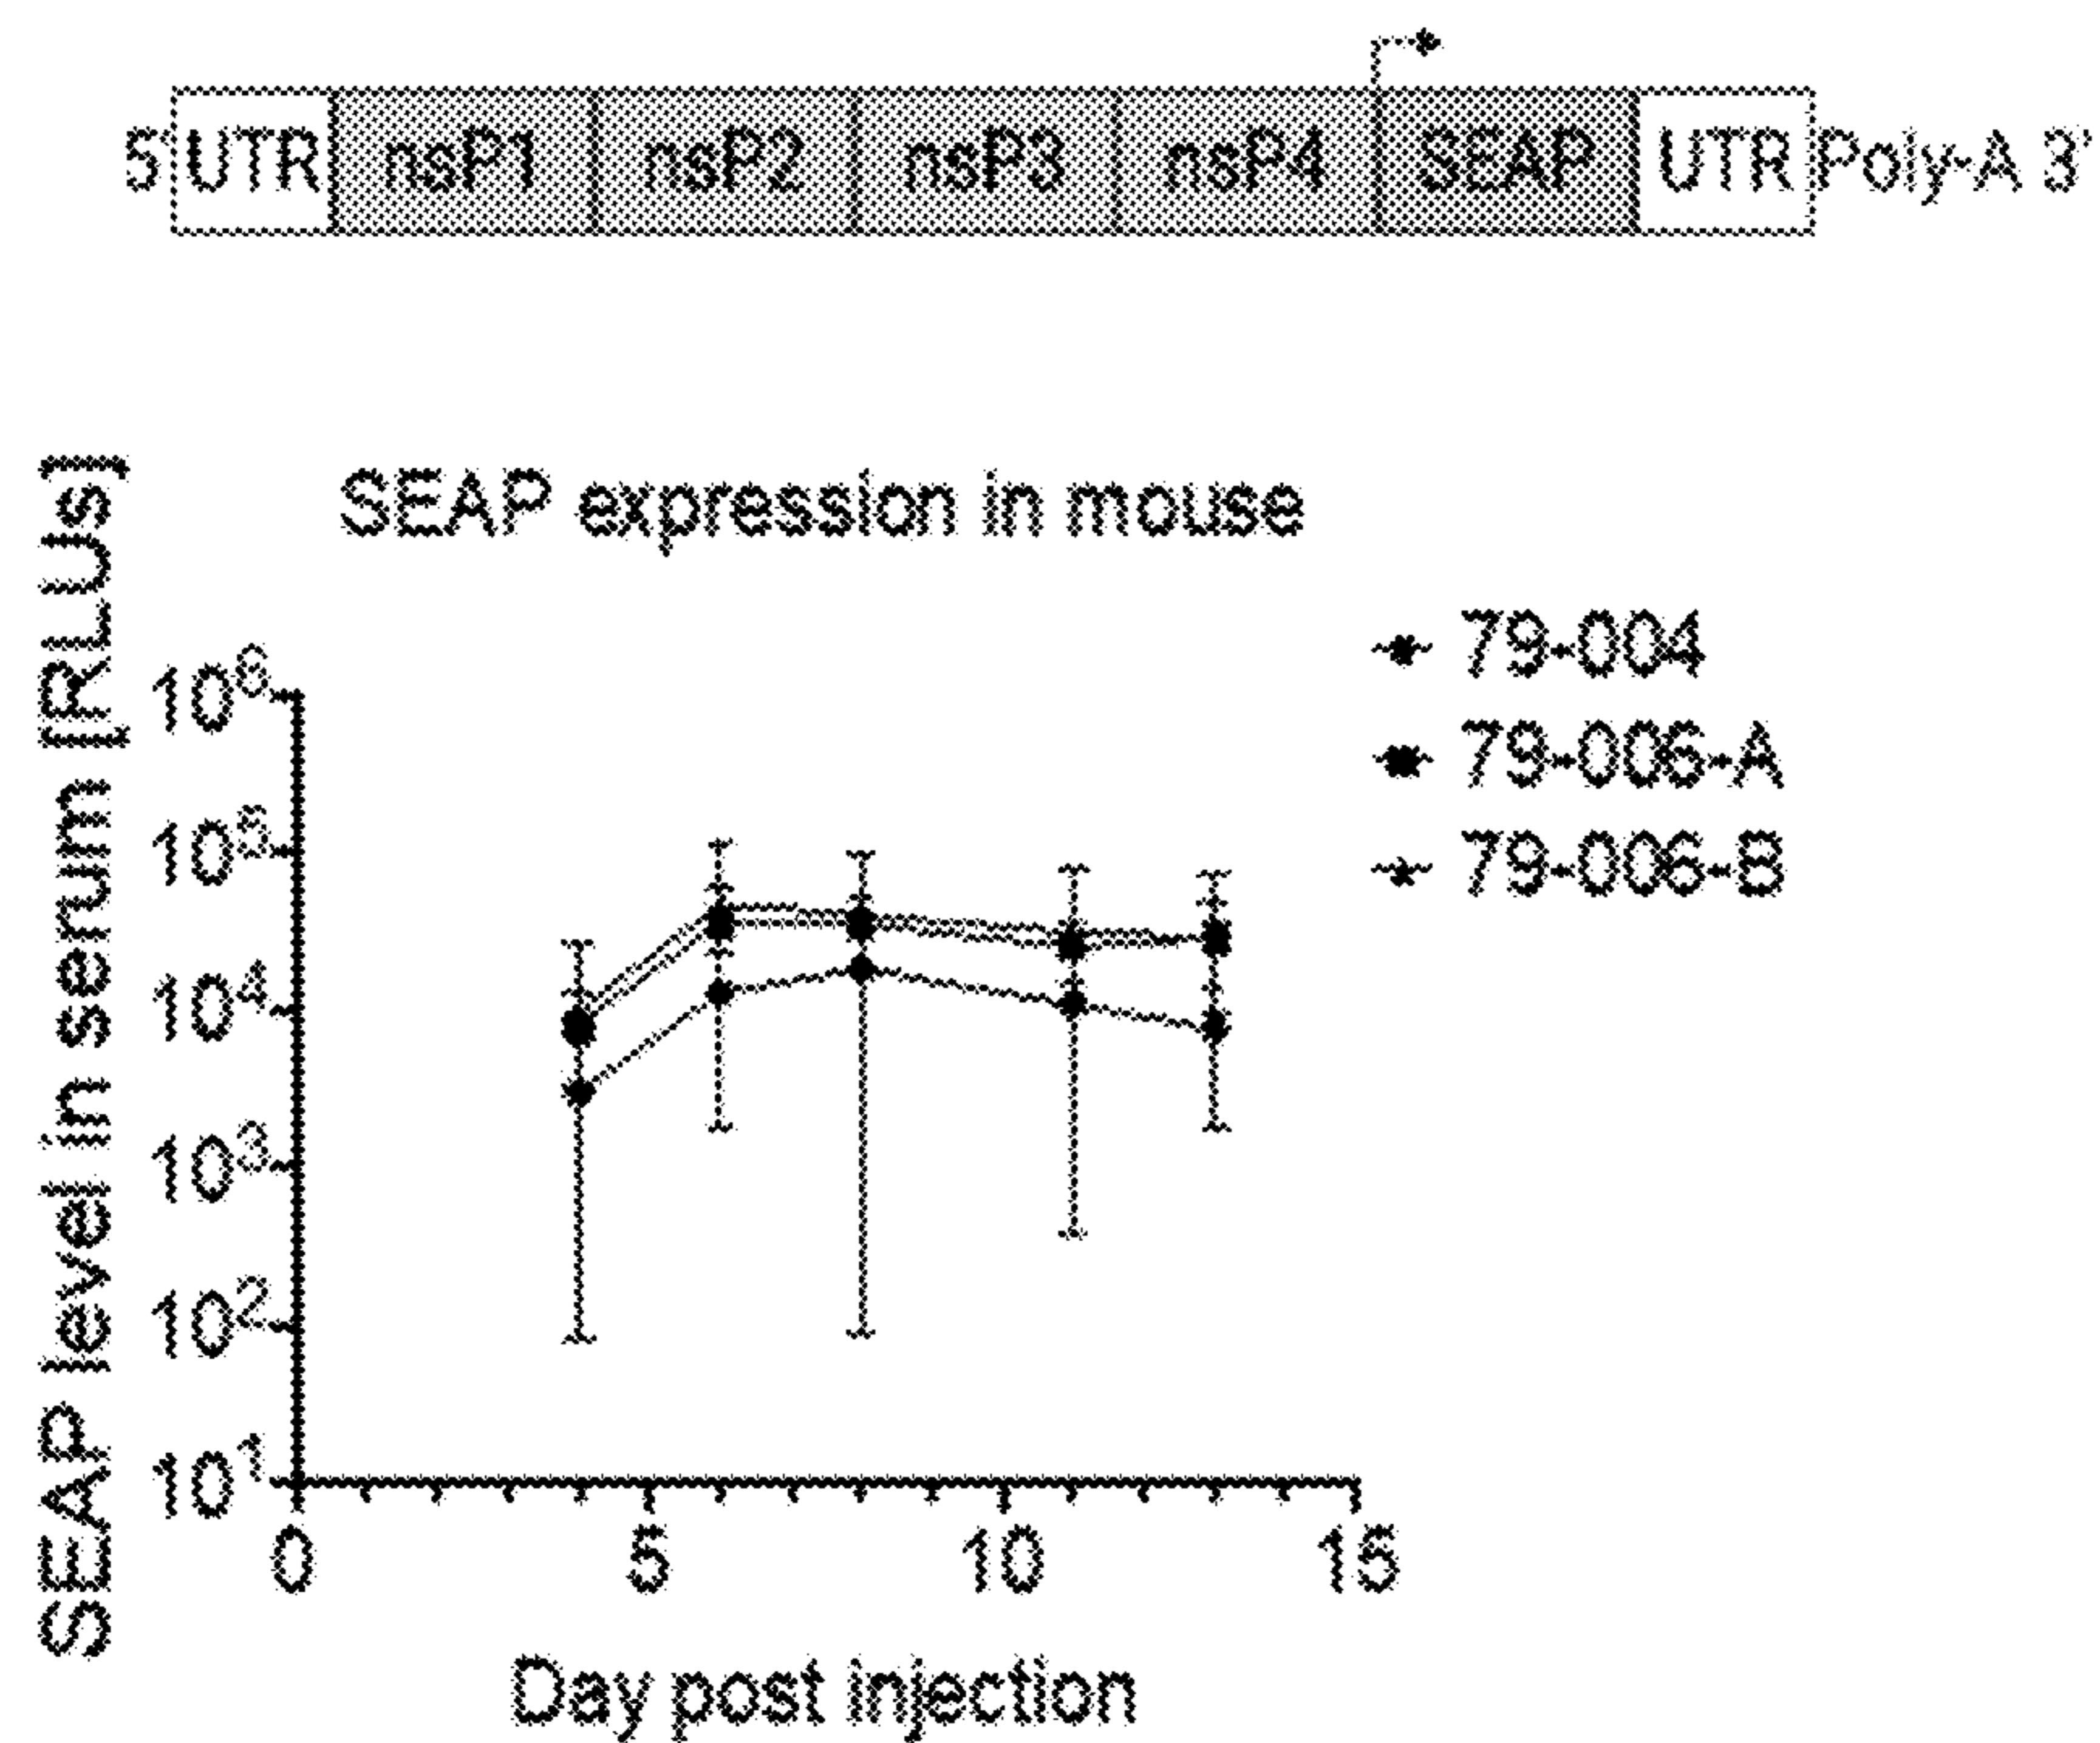 5' UTR nsP1 nsP2 nsP3 nsP4 SEAP UTR Poly-A 3'
SEAP expression in mouse
SEAP level in serum [RLUs]
10⁶
10⁵
10⁴
10³
10²
10¹
0 5 10 15
Day post injection
79-004
79-006-A
79-006-B